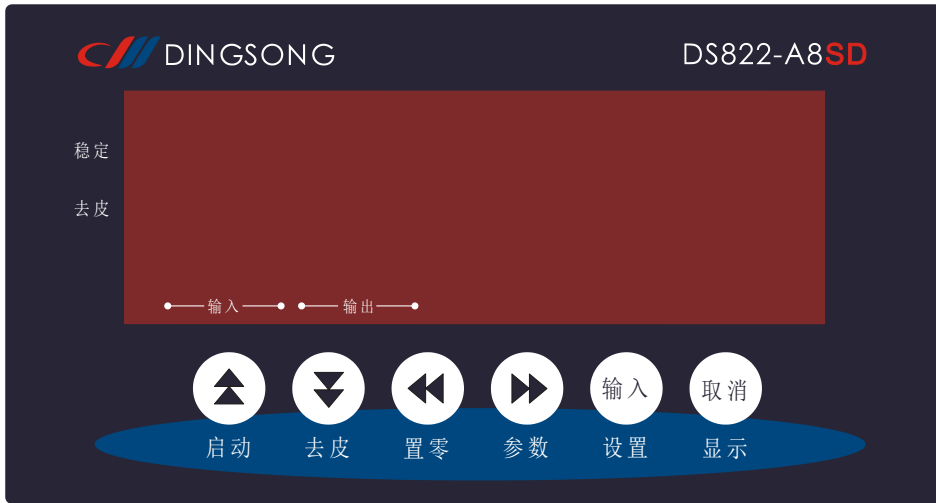 DINGSONG DS822-A8SD
稳定
去皮
输入 输出
输入 取消
启动 去皮 置零 参数 设置 显示